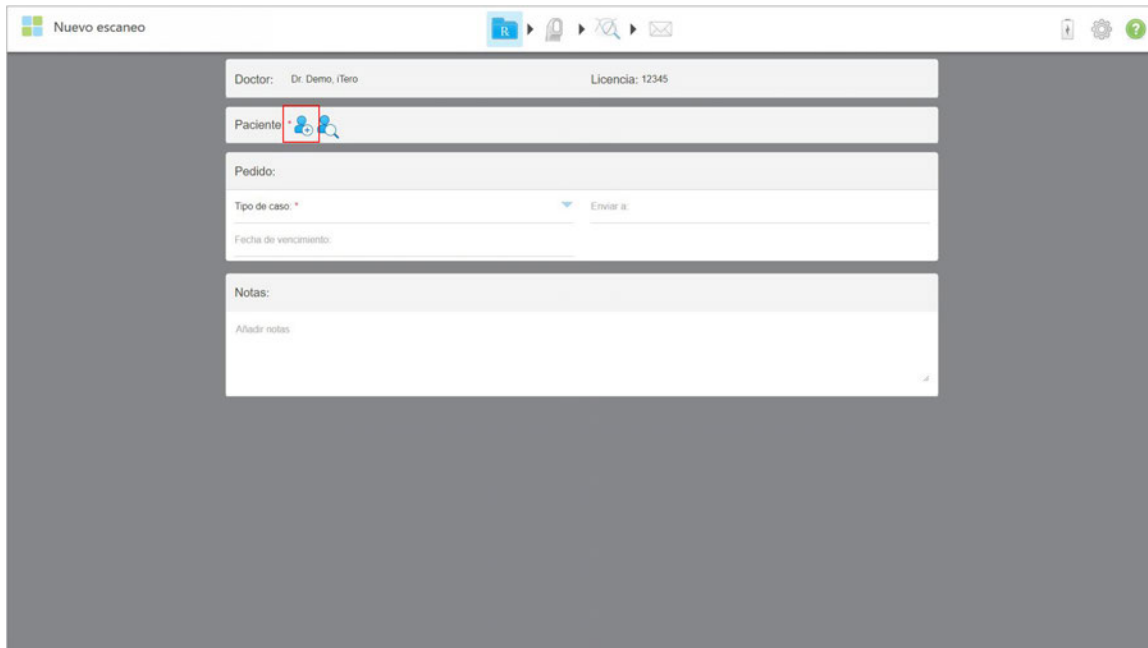 Nuevo escaneo
R
?
Doctor: Dr. Demo, iTero Licencia: 12345
Paciente *
Pedido:
Tipo de caso: * Enviar a:
Fecha de vencimiento:
Notas:
Añadir notas